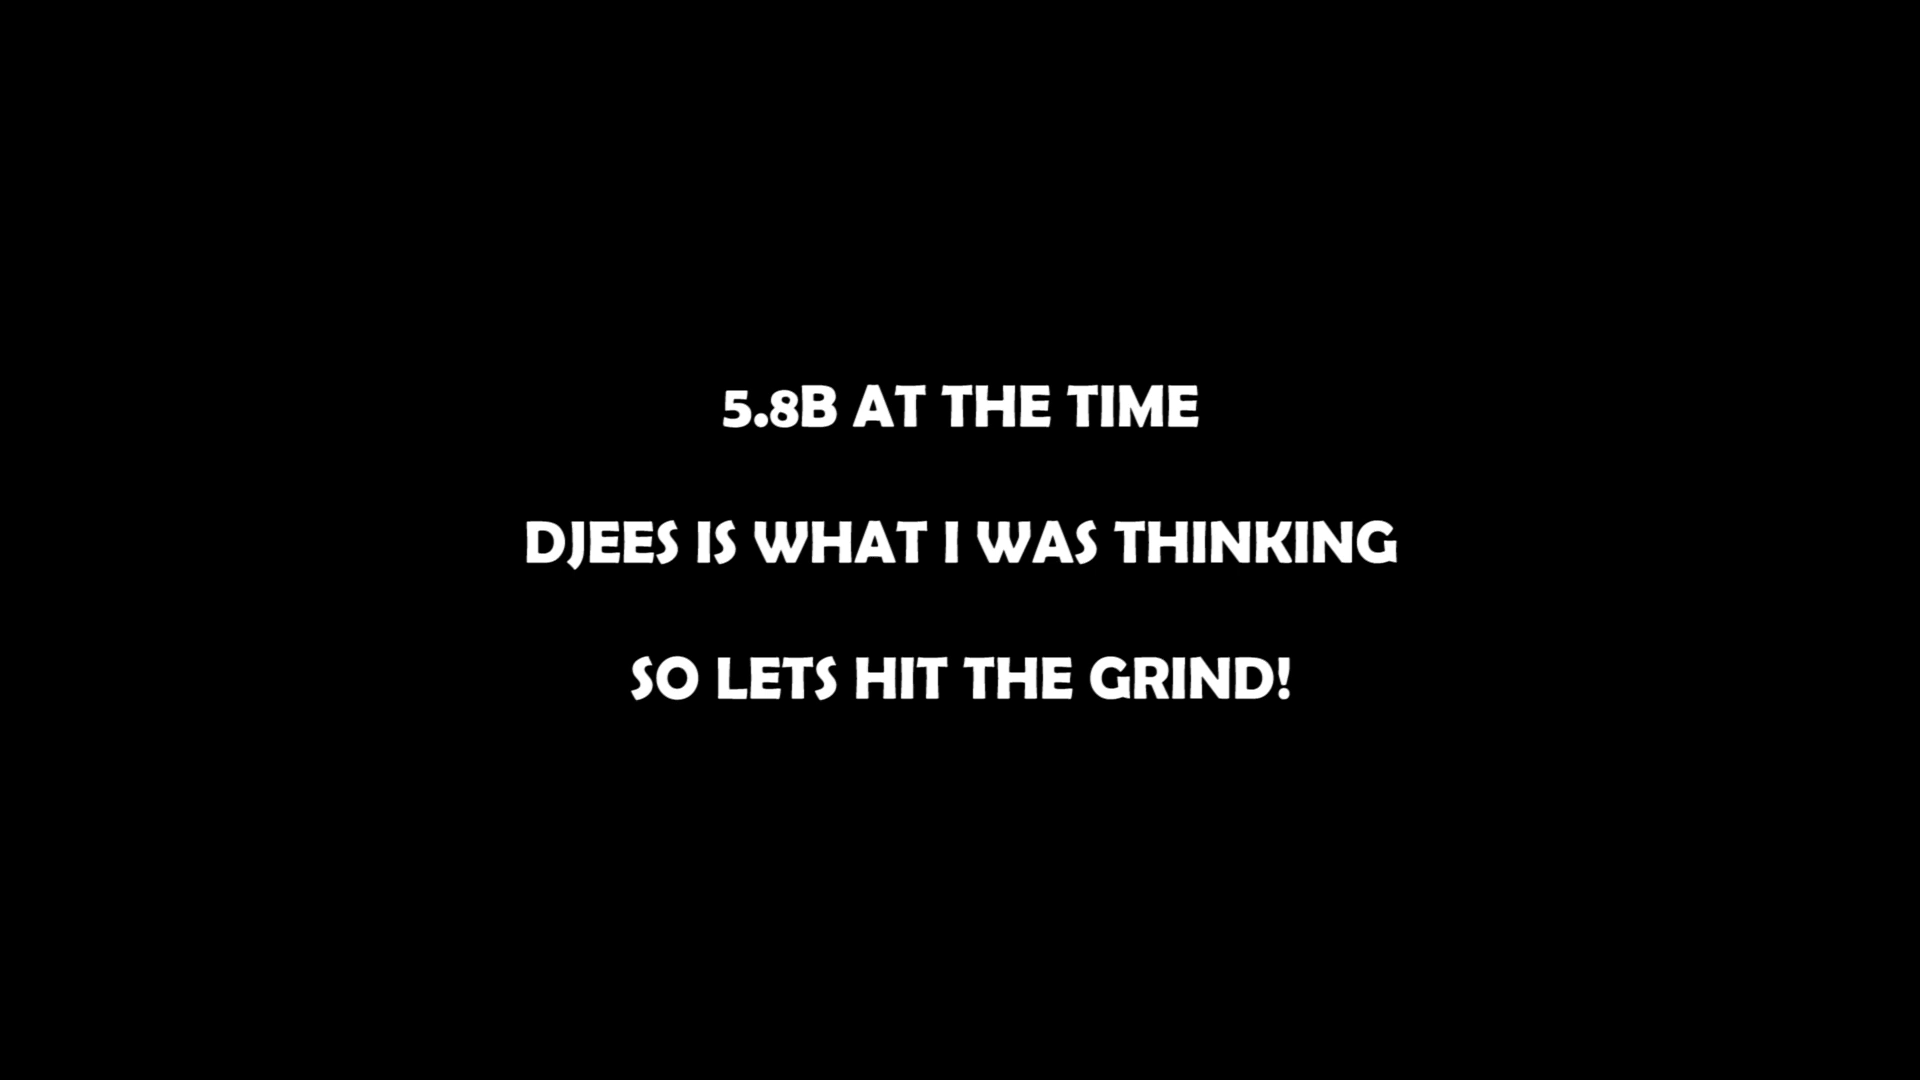 5.8B AT THE TIME
DJEES IS WHAT I WAS THINKING
SO LETS HIT THE GRIND!